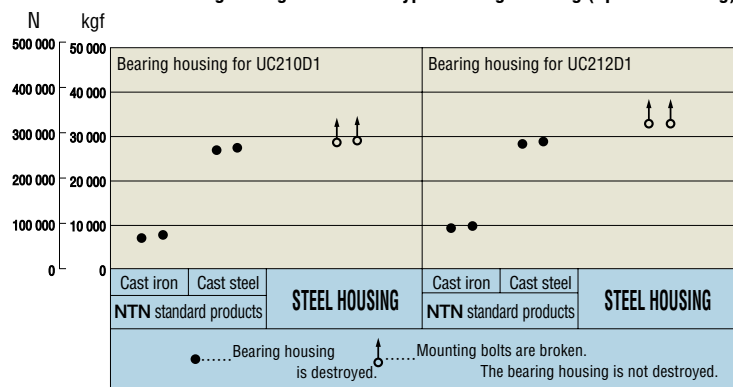 N kgf
500 000 50 000
Bearing housing for UC210D1 Bearing housing for UC212D1
400 000 40 000
300 000 30 000
200 000 20 000
100 000 10 000
0 0
Cast iron Cast steel STEEL HOUSING Cast iron Cast steel STEEL HOUSING
NTN standard products NTN standard products
......Bearing housing is destroyed. ......Mounting bolts are broken.
The bearing housing is not destroyed.